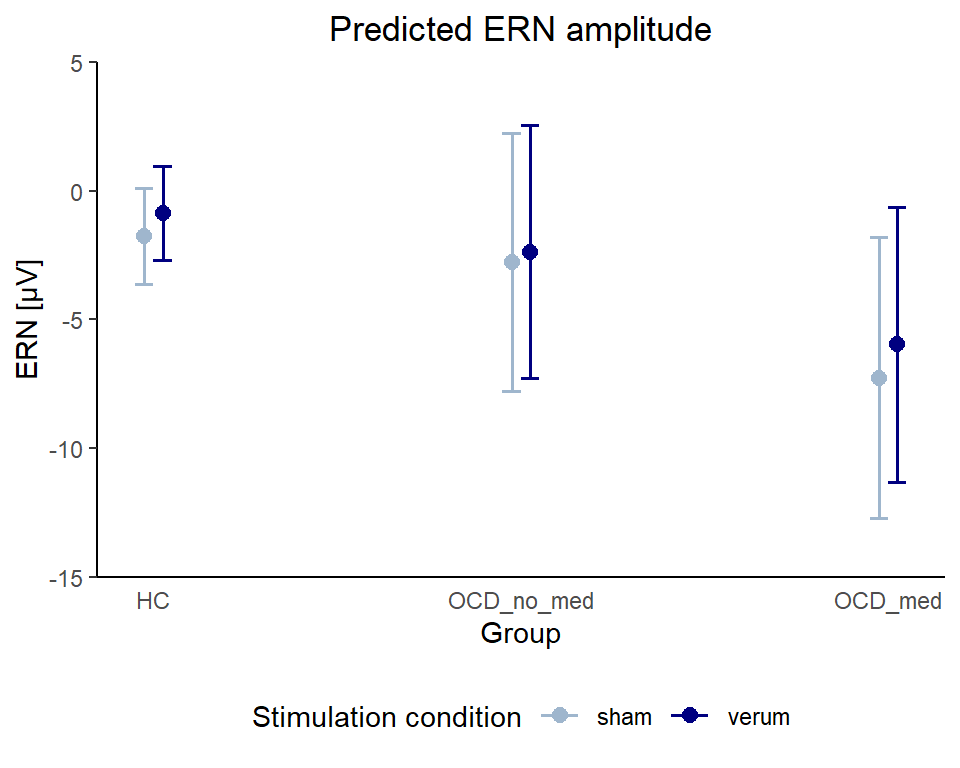 Predicted ERN amplitude
5
0
-5
-10
-15
ERN [µV]
HC OCD_no_med OCD_med
Group
Stimulation condition sham verum